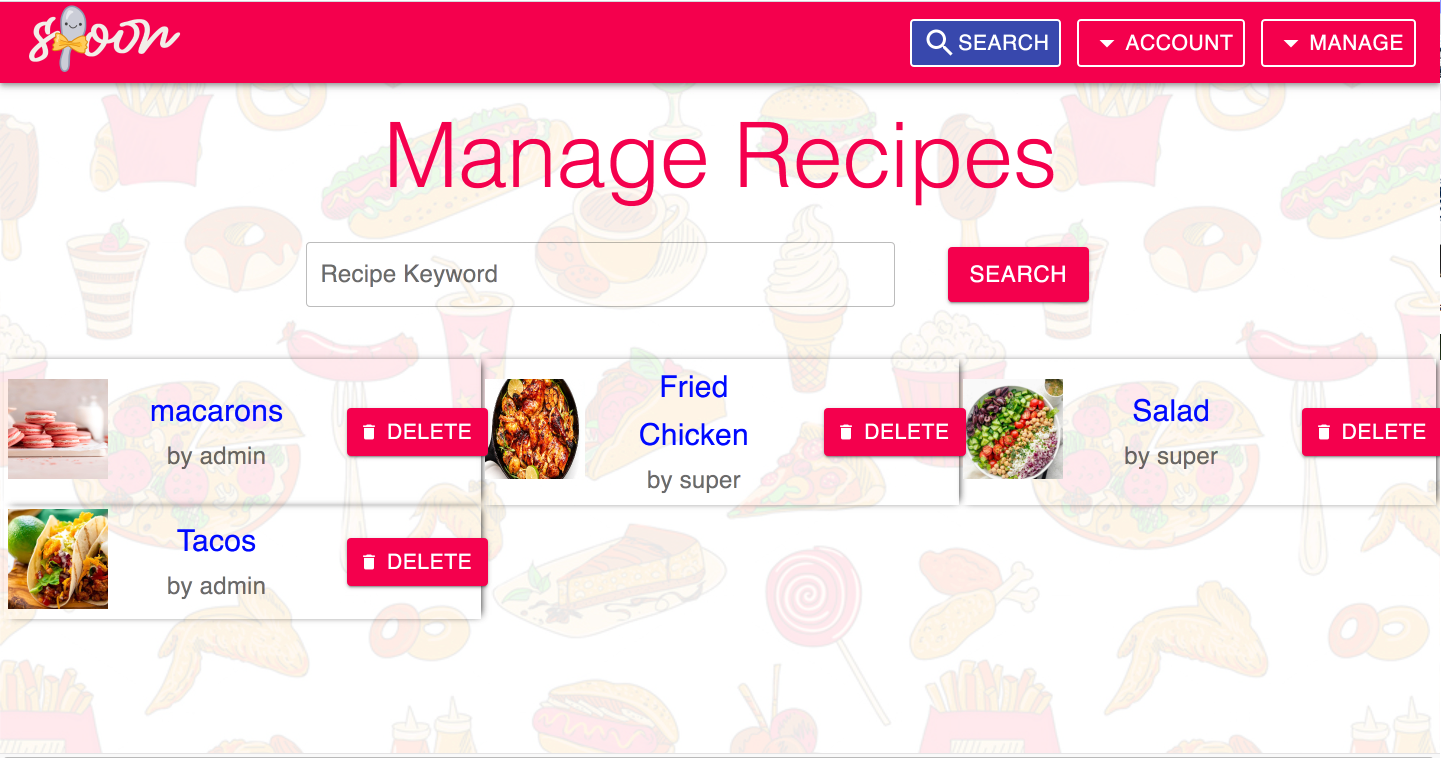 spoon
SEARCH
ACCOUNT
MANAGE
Manage Recipes
Recipe Keyword
SEARCH
macarons
by admin
DELETE
Fried
Chicken
by super
DELETE
Salad
by super
DELETE
Tacos
by admin
DELETE